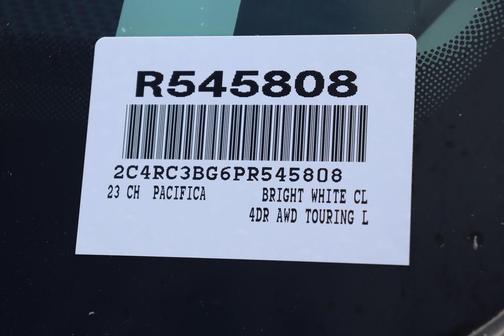 R545808
2C4RC3BG6PR545808
23 CH PACIFICA BRIGHT WHITE CL
4DR AWD TOURING L